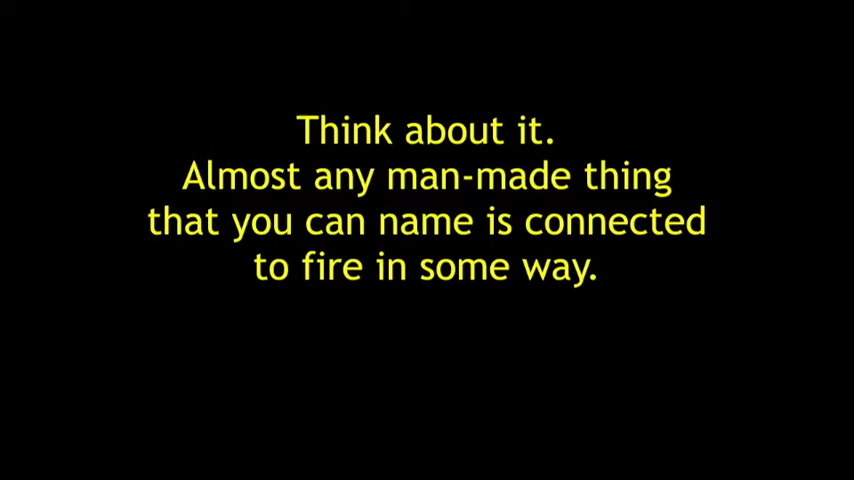 Think about it.
Almost any man-made thing
that you can name is connected
to fire in some way.